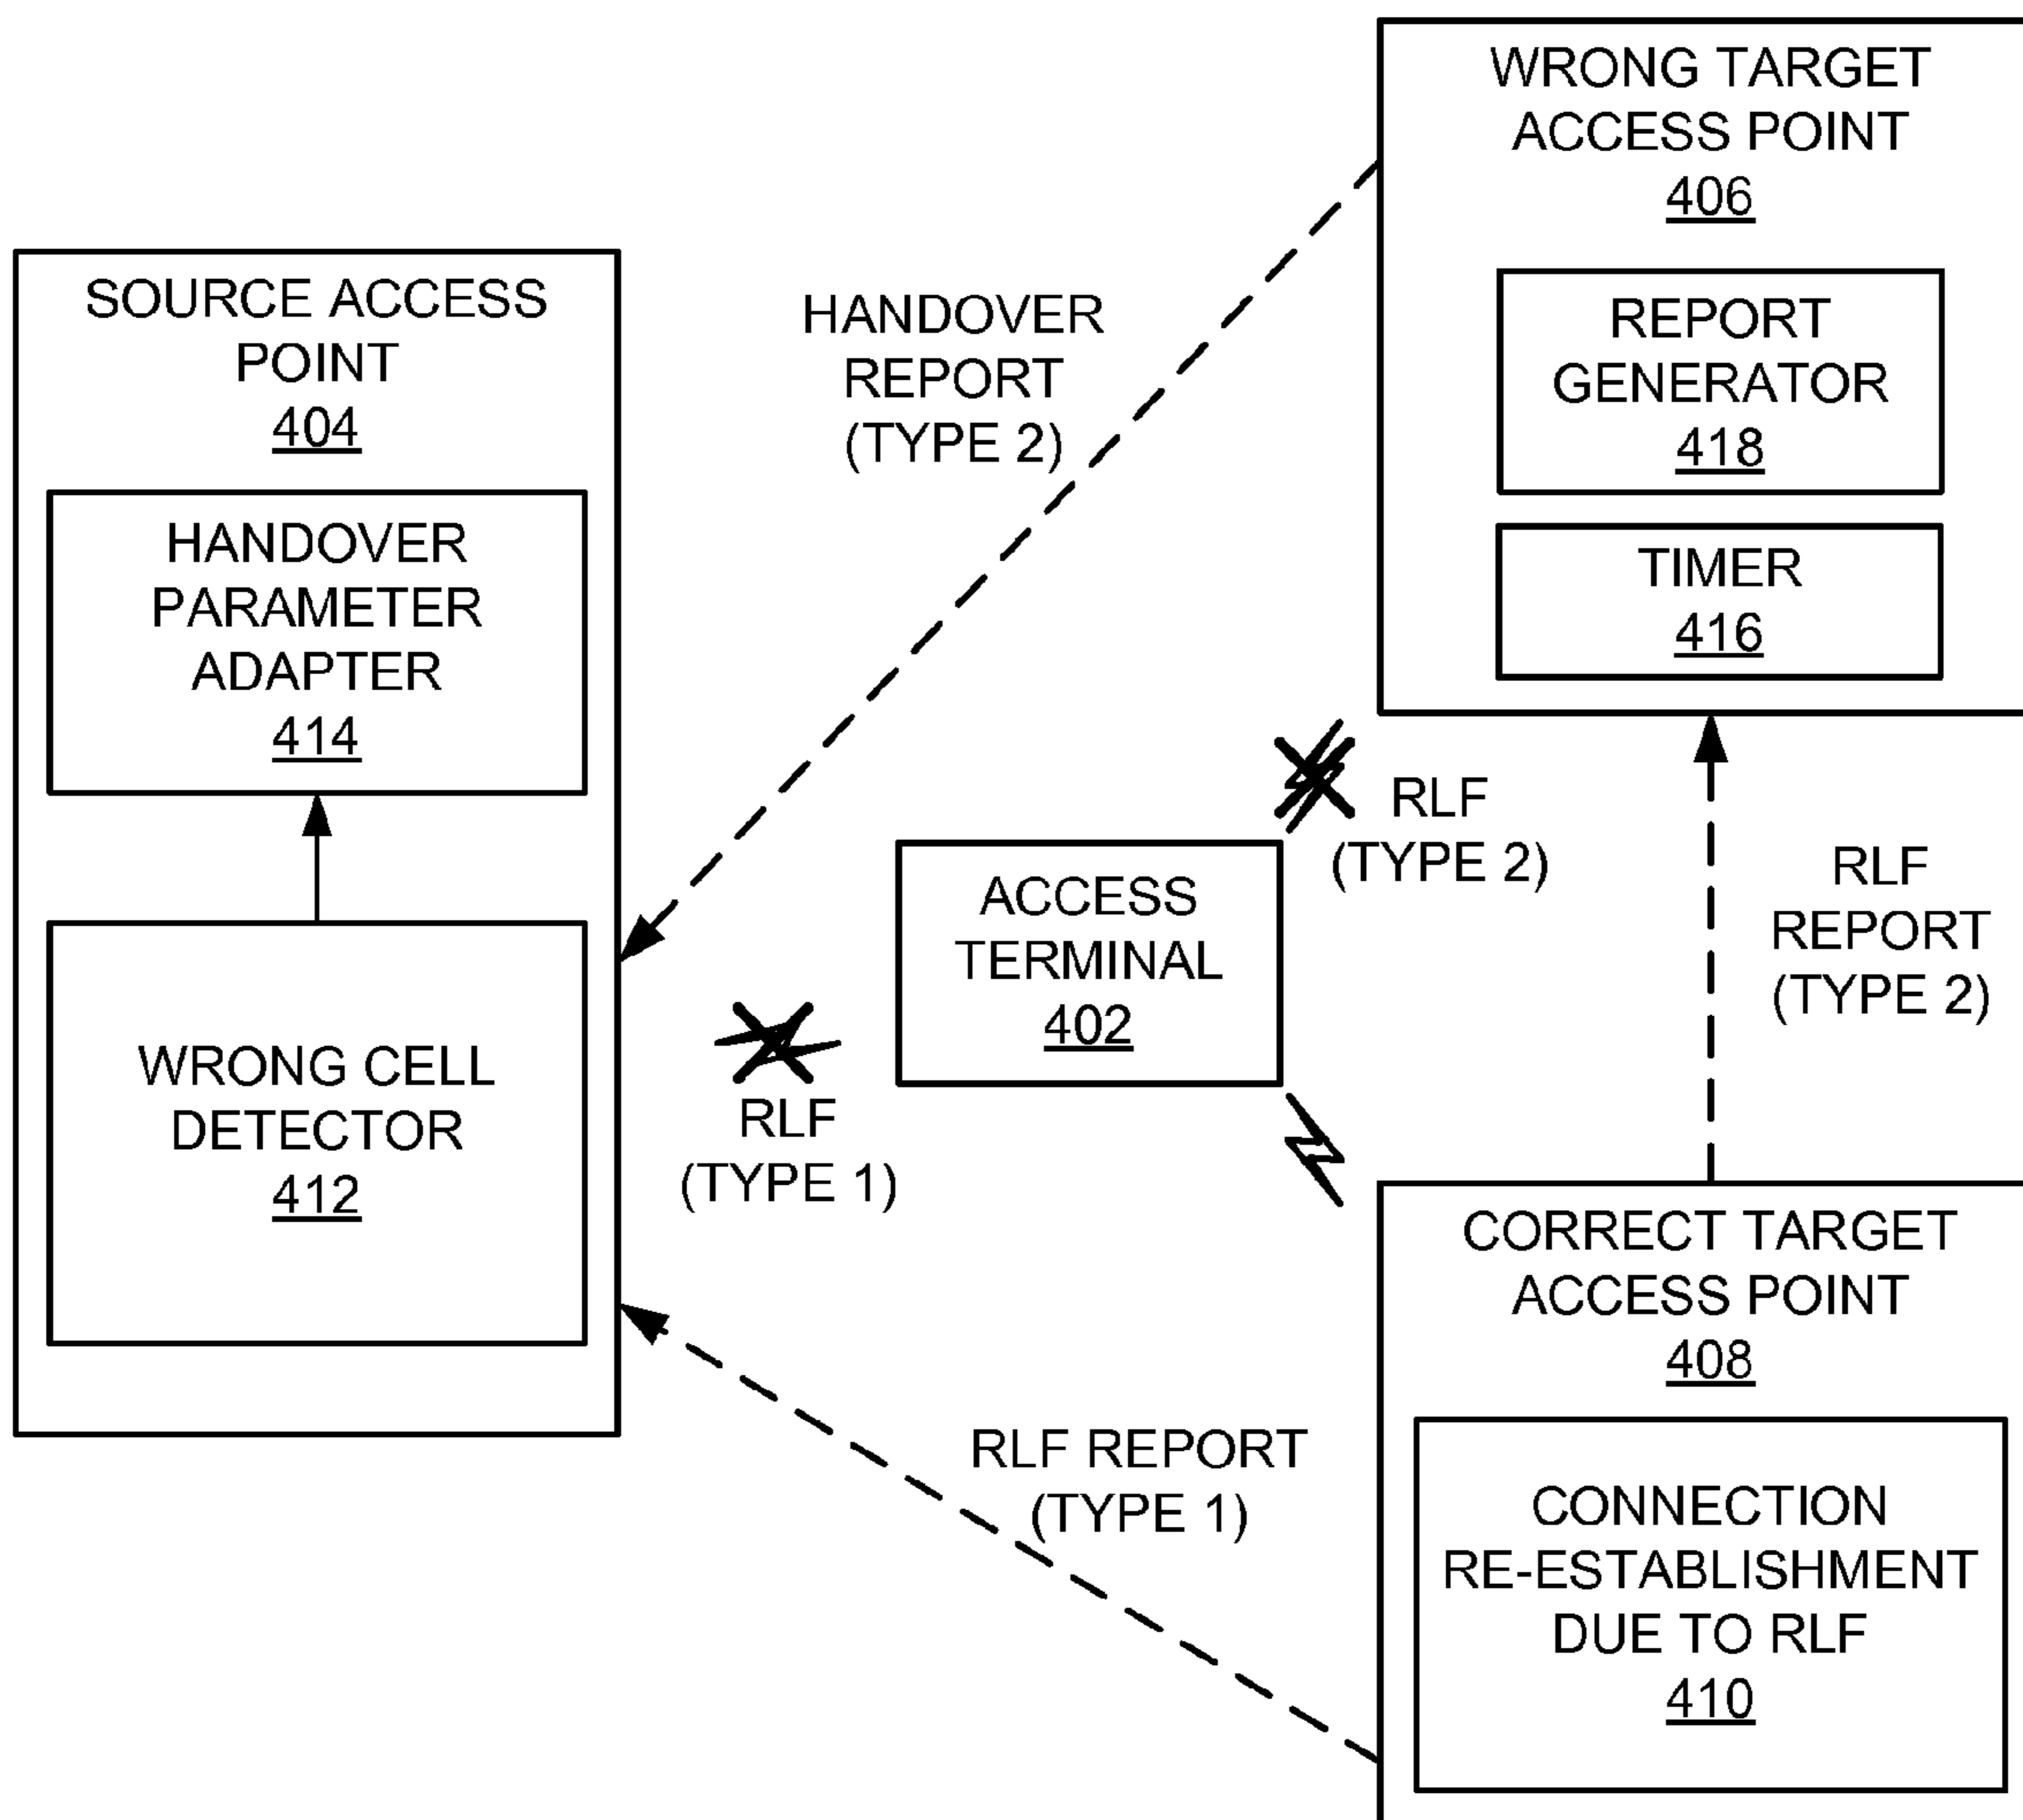 SOURCE ACCESS
POINT
404
HANDOVER
PARAMETER
ADAPTER
414
WRONG CELL
DETECTOR
412
HANDOVER
REPORT
(TYPE 2)
RLF
(TYPE 1)
ACCESS
TERMINAL
402
RLF
(TYPE 2)
RLF REPORT
(TYPE 1)
WRONG TARGET
ACCESS POINT
406
REPORT
GENERATOR
418
TIMER
416
RLF
REPORT
(TYPE 2)
CORRECT TARGET
ACCESS POINT
408
CONNECTION
RE-ESTABLISHMENT
DUE TO RLF
410